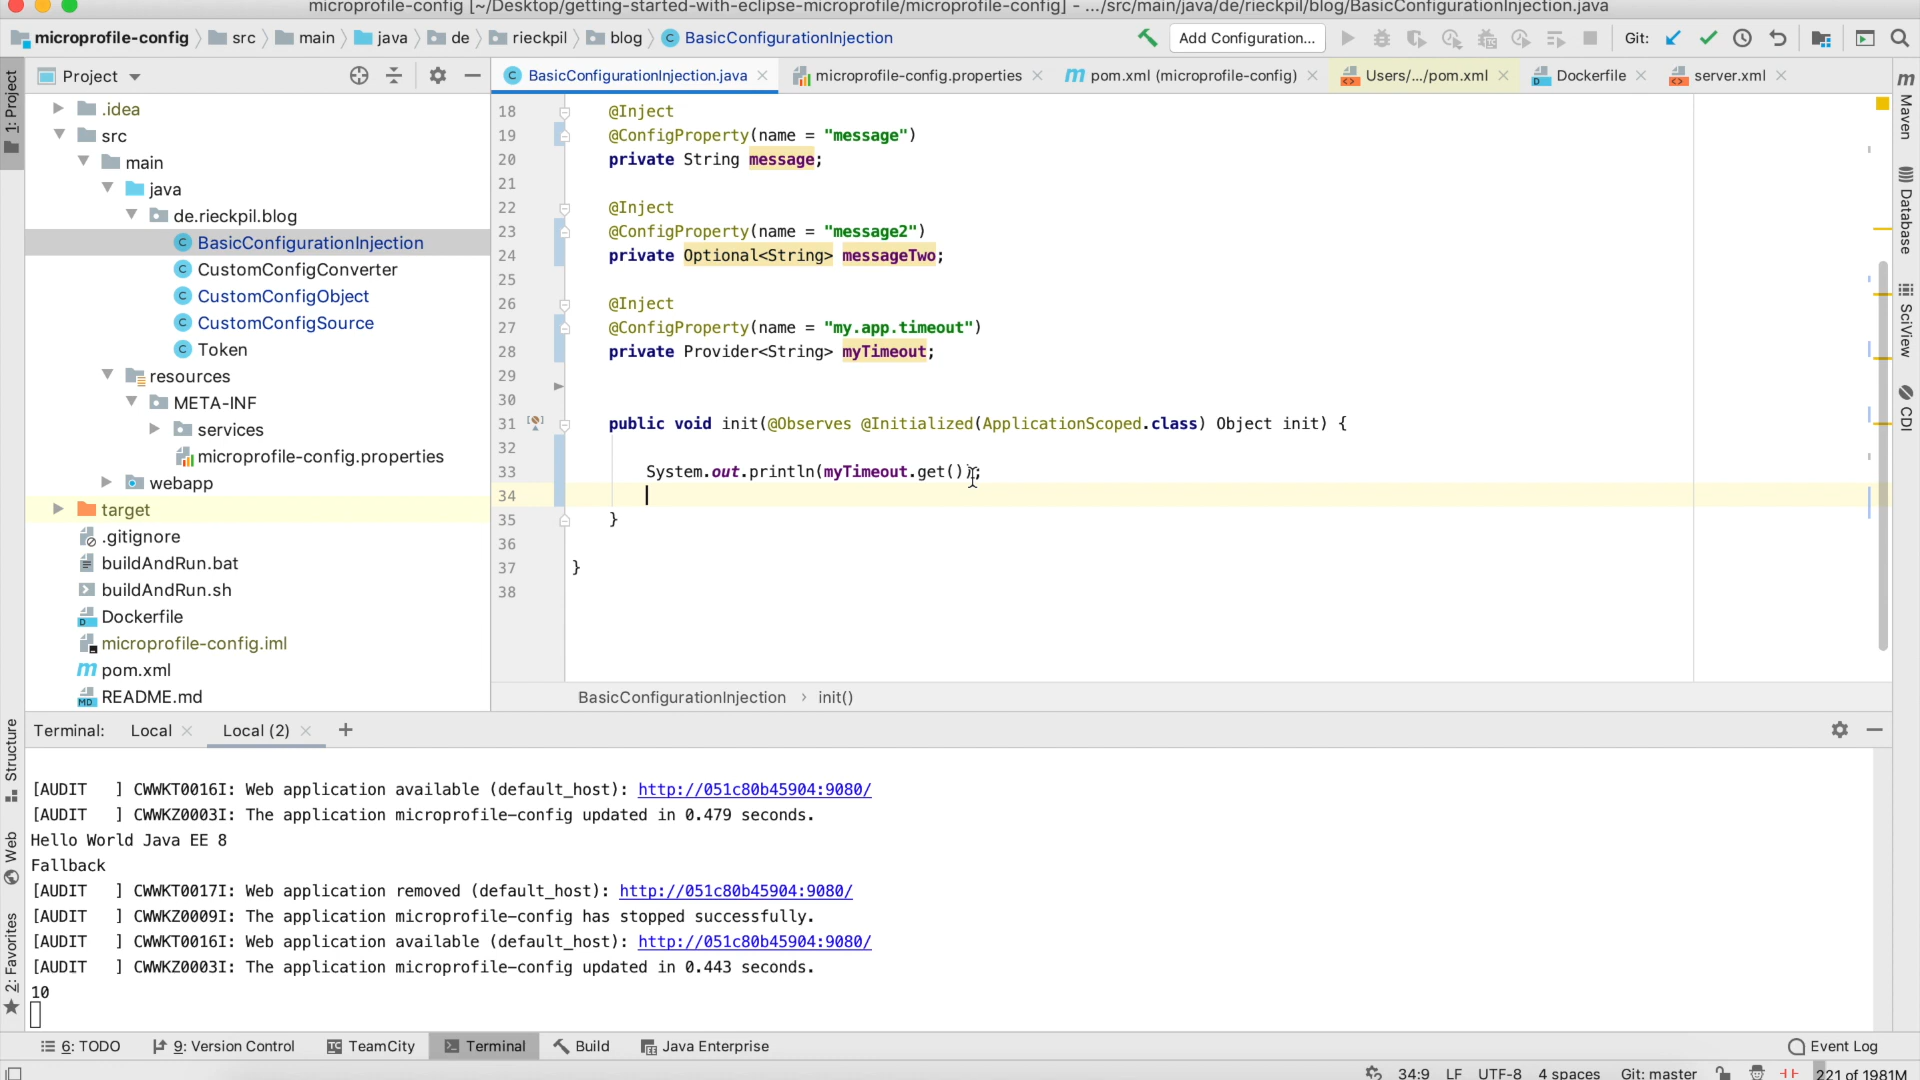 microprofile-config [~/Desktop/getting-started-with-eclipse-microprofile/microprofile-config] - .../src/main/java/de/rieckpil/blog/BasicConfigurationInjection.java
microprofile-config src main java de rieckpil blog BasicConfigurationInjection Add Configuration... Git:
Project BasicConfigurationInjection.java microprofile-config.properties pom.xml (microprofile-config) Users/.../pom.xml Dockerfile server.xml
1: Project
.idea
src
main
java
de.rieckpil.blog
BasicConfigurationInjection
CustomConfigConverter
CustomConfigObject
CustomConfigSource
Token
resources
META-INF
services
microprofile-config.properties
webapp
target
.gitignore
buildAndRun.bat
buildAndRun.sh
Dockerfile
microprofile-config.iml
pom.xml
README.md
18 @Inject
19 @ConfigProperty(name = "message")
20 private String message;
21
22 @Inject
23 @ConfigProperty(name = "message2")
24 private Optional<String> messageTwo;
25
26 @Inject
27 @ConfigProperty(name = "my.app.timeout")
28 private Provider<String> myTimeout;
29
30
31 public void init(@Observes @Initialized(ApplicationScoped.class) Object init) {
32
33 System.out.println(myTimeout.get());
34
35 }
36
37 }
38
BasicConfigurationInjection › init()
Maven
Database
SciView
CDI
Structure
Web
2: Favorites
Terminal: Local Local (2)
[AUDIT ] CWWKT0016I: Web application available (default_host): http://051c80b45904:9080/
[AUDIT ] CWWKZ0003I: The application microprofile-config updated in 0.479 seconds.
Hello World Java EE 8
Fallback
[AUDIT ] CWWKT0017I: Web application removed (default_host): http://051c80b45904:9080/
[AUDIT ] CWWKZ0009I: The application microprofile-config has stopped successfully.
[AUDIT ] CWWKT0016I: Web application available (default_host): http://051c80b45904:9080/
[AUDIT ] CWWKZ0003I: The application microprofile-config updated in 0.443 seconds.
10
6: TODO 9: Version Control TeamCity Terminal Build Java Enterprise Event Log
34:9 LF UTF-8 4 spaces Git: master 221 of 1981M